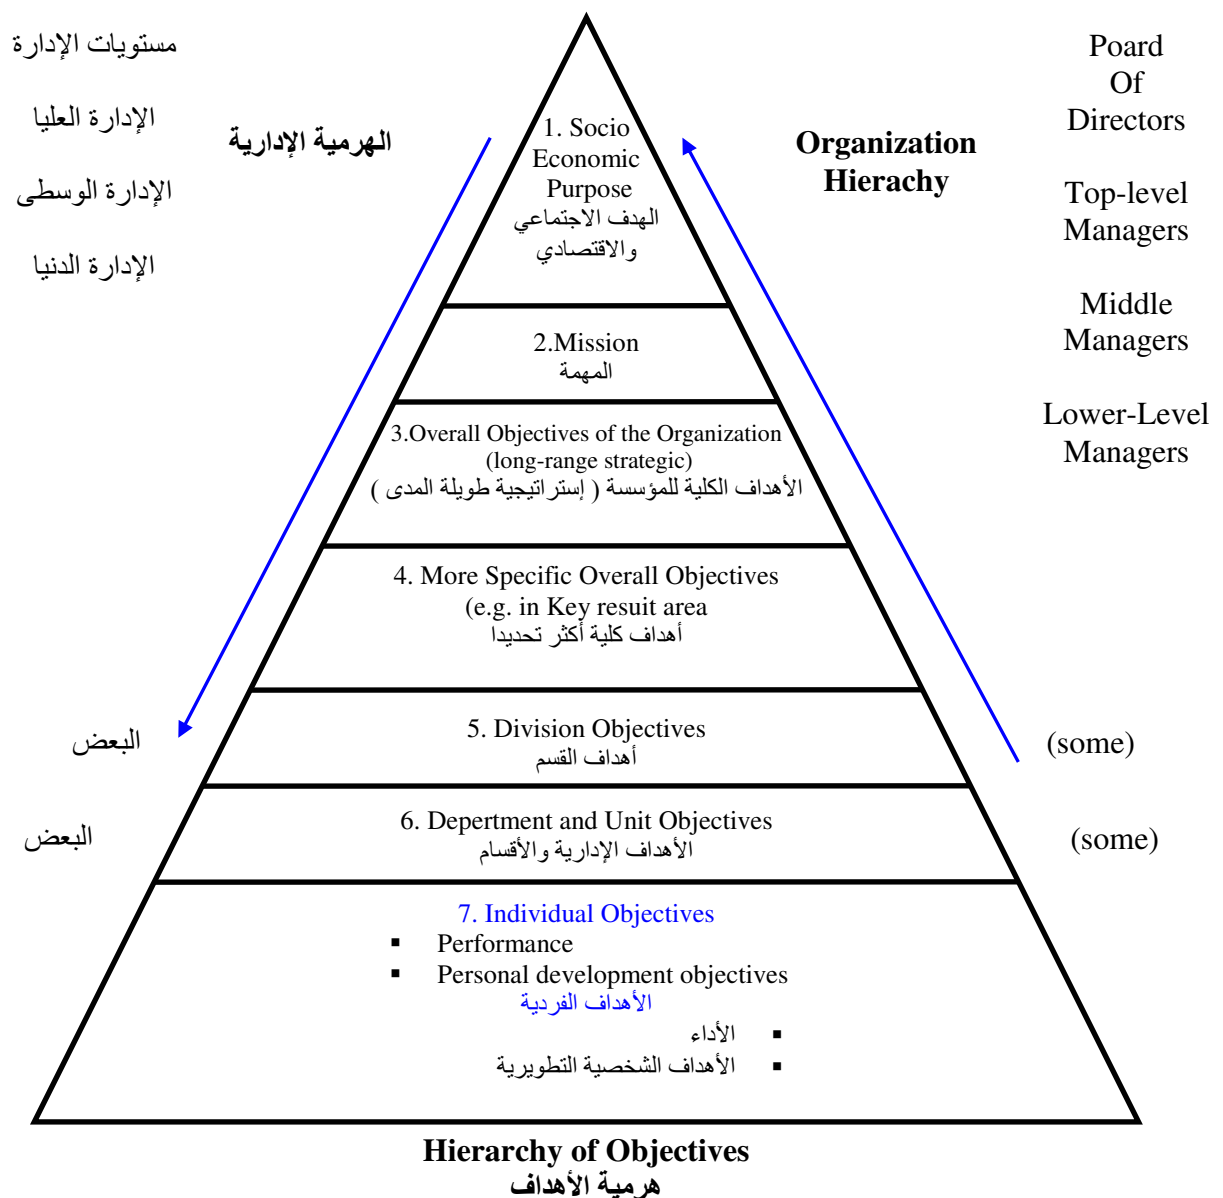 مستويات الإدارة
الإدارة العليا
الإدارة الوسطى
الإدارة الدنيا
الهرمية الإدارية
Organization
Hierachy
Poard
Of
Directors
Top-level
Managers
Middle
Managers
Lower-Level
Managers
1. Socio
Economic
Purpose
الهدف الاجتماعي
والاقتصادي
2.Mission
المهمة
3.Overall Objectives of the Organization
(long-range strategic)
الأهداف الكلية للمؤسسة ( إستراتيجية طويلة المدى )
4. More Specific Overall Objectives
(e.g. in Key resuit area
أهداف كلية أكثر تحديدا
البعض
5. Division Objectives
أهداف القسم
(some)
البعض
6. Depertment and Unit Objectives
الأهداف الإدارية والأقسام
(some)
7. Individual Objectives
▪ Performance
▪ Personal development objectives
الأهداف الفردية
▪ الأداء
▪ الأهداف الشخصية التطويرية
Hierarchy of Objectives
هرمية الأهداف